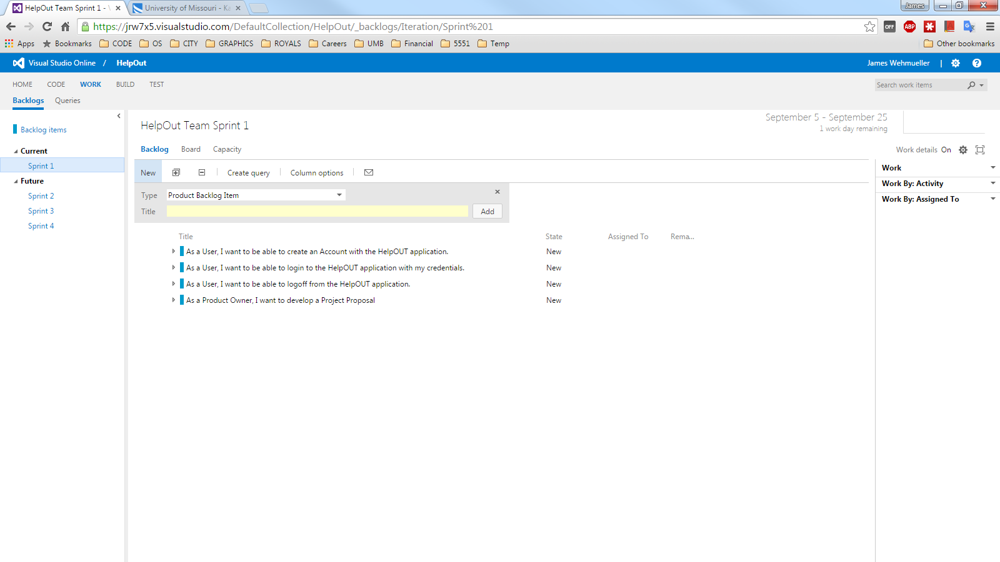 HelpOut Team Sprint 1 -
University of Missouri - Ka
James
https://jrw7x5.visualstudio.com/DefaultCollection/HelpOut/_backlogs/Iteration/Sprint%201
OFF
ABP
Apps
Bookmarks
CODE
OS
CITY
GRAPHICS
ROYALS
Careers
UMB
Financial
5551
Temp
Other bookmarks
Visual Studio Online / HelpOut
James Wehmueller |
HOME
CODE
WORK
BUILD
TEST
Search work items
Backlogs
Queries
Backlog items
Current
Sprint 1
Future
Sprint 2
Sprint 3
Sprint 4
HelpOut Team Sprint 1
September 5 - September 25
1 work day remaining
Backlog
Board
Capacity
Work details On
New
Create query
Column options
Type
Product Backlog Item
Title
Add
Title
State
Assigned To
Rema...
As a User, I want to be able to create an Account with the HelpOUT application.
New
As a User, I want to be able to login to the HelpOUT application with my credentials.
New
As a User, I want to be able to logoff from the HelpOUT application.
New
As a Product Owner, I want to develop a Project Proposal
New
Work
Work By: Activity
Work By: Assigned To